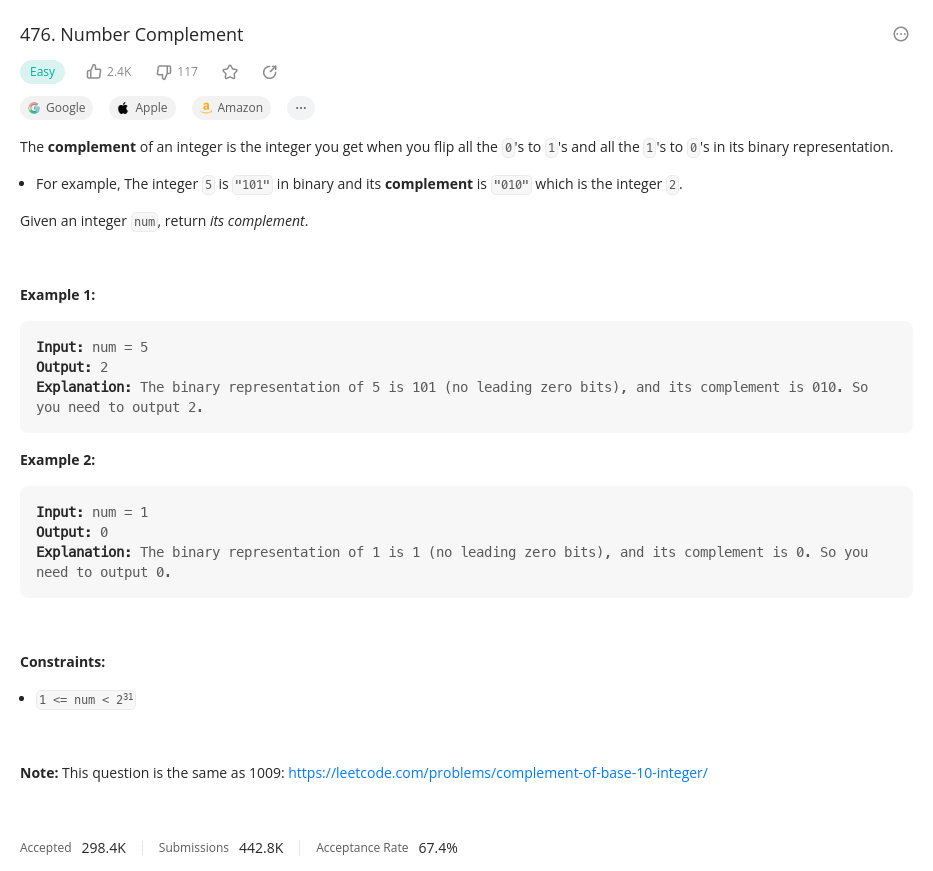 476. Number Complement
Easy 2.4K 117
Google Apple Amazon ...
The complement of an integer is the integer you get when you flip all the 0's to 1's and all the 1's to 0's in its binary representation.
• For example, The integer 5 is "101" in binary and its complement is "010" which is the integer 2.
Given an integer num, return its complement.
Example 1:
Input: num = 5
Output: 2
Explanation: The binary representation of 5 is 101 (no leading zero bits), and its complement is 010. So
you need to output 2.
Example 2:
Input: num = 1
Output: 0
Explanation: The binary representation of 1 is 1 (no leading zero bits), and its complement is 0. So you
need to output 0.
Constraints:
• 1 <= num < 2³¹
Note: This question is the same as 1009: https://leetcode.com/problems/complement-of-base-10-integer/
Accepted 298.4K Submissions 442.8K Acceptance Rate 67.4%